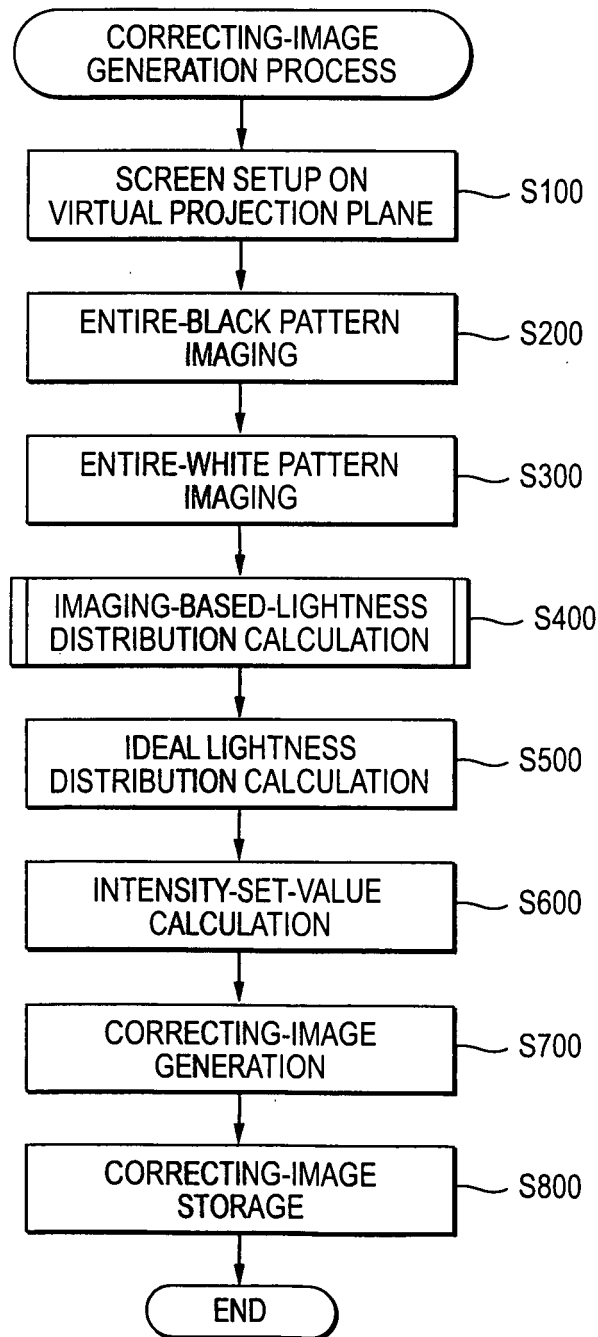 CORRECTING-IMAGE
GENERATION PROCESS
SCREEN SETUP ON
VIRTUAL PROJECTION PLANE
S100
ENTIRE-BLACK PATTERN
IMAGING
S200
ENTIRE-WHITE PATTERN
IMAGING
S300
IMAGING-BASED-LIGHTNESS
DISTRIBUTION CALCULATION
S400
IDEAL LIGHTNESS
DISTRIBUTION CALCULATION
S500
INTENSITY-SET-VALUE
CALCULATION
S600
CORRECTING-IMAGE
GENERATION
S700
CORRECTING-IMAGE
STORAGE
S800
END